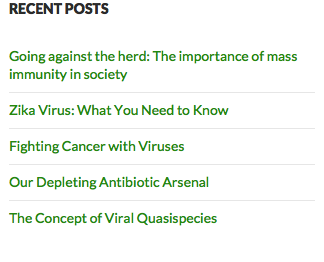 RECENT POSTS
Going against the herd: The importance of mass
immunity in society
Zika Virus: What You Need to Know
Fighting Cancer with Viruses
Our Depleting Antibiotic Arsenal
The Concept of Viral Quasispecies